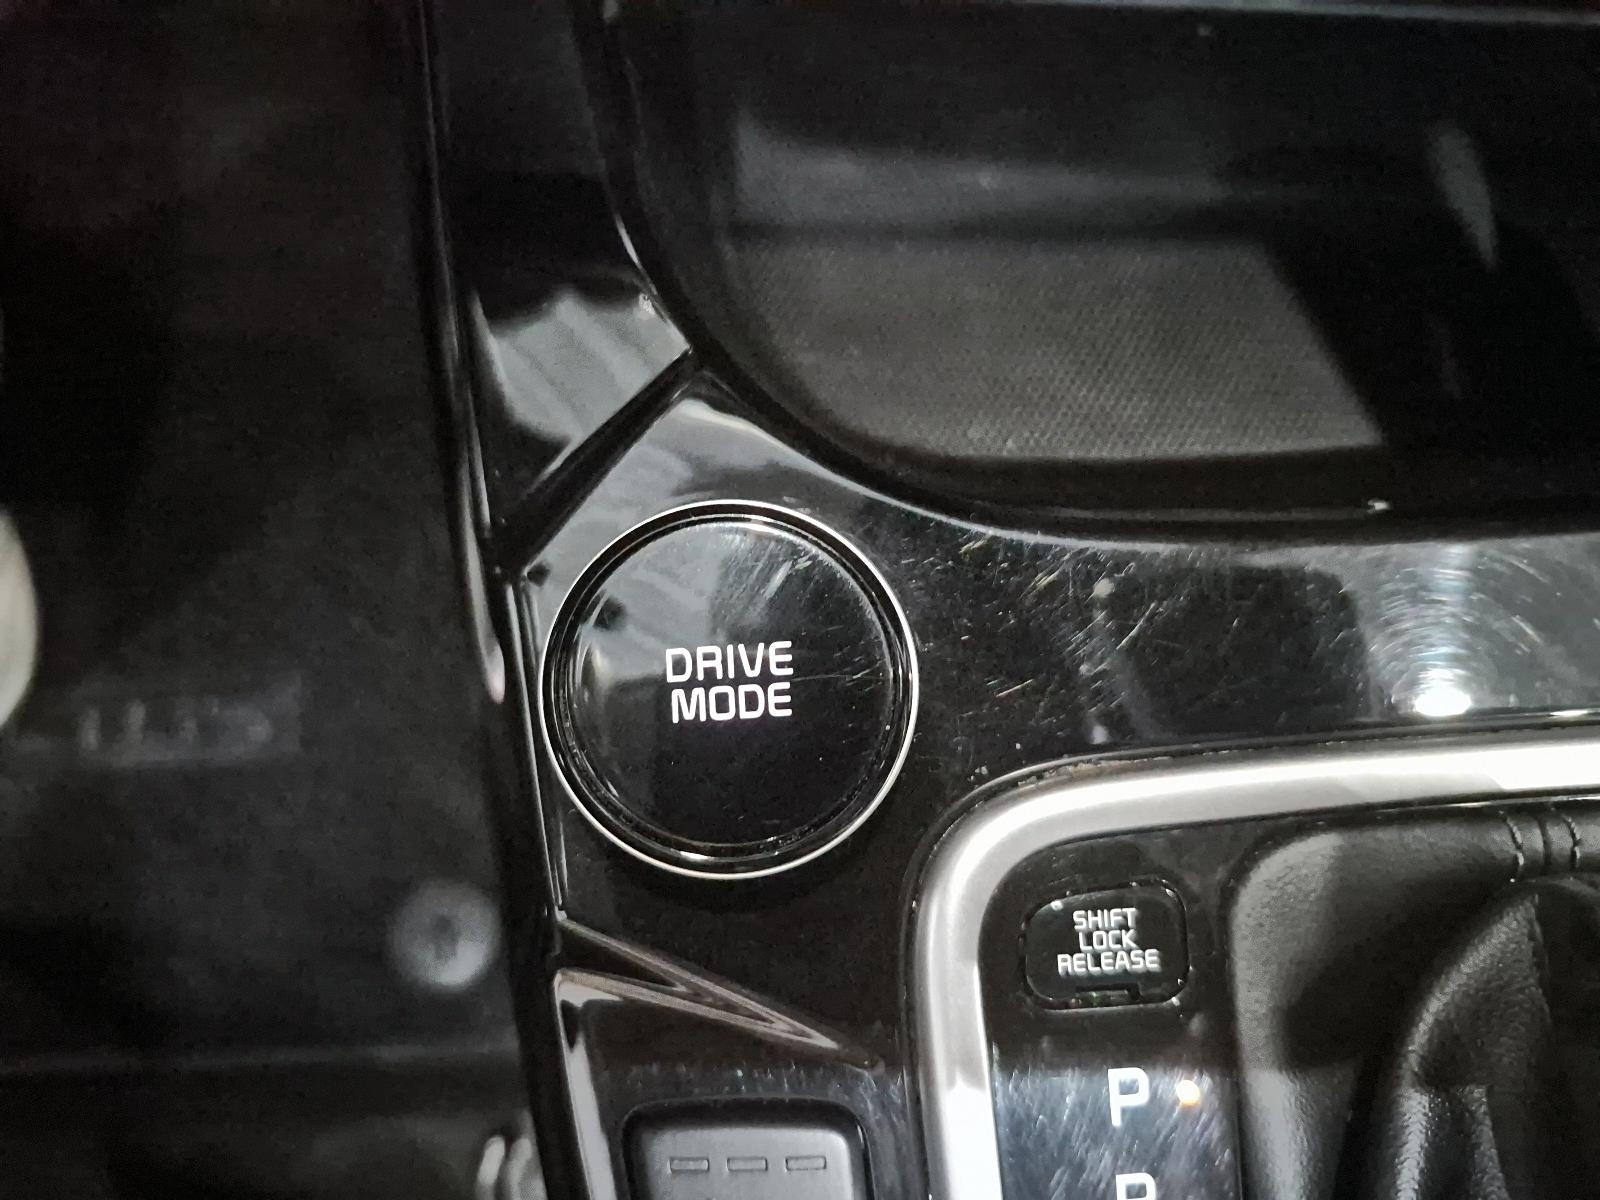 DRIVE
MODE
SHIFT
LOCK
RELEASE
P
R